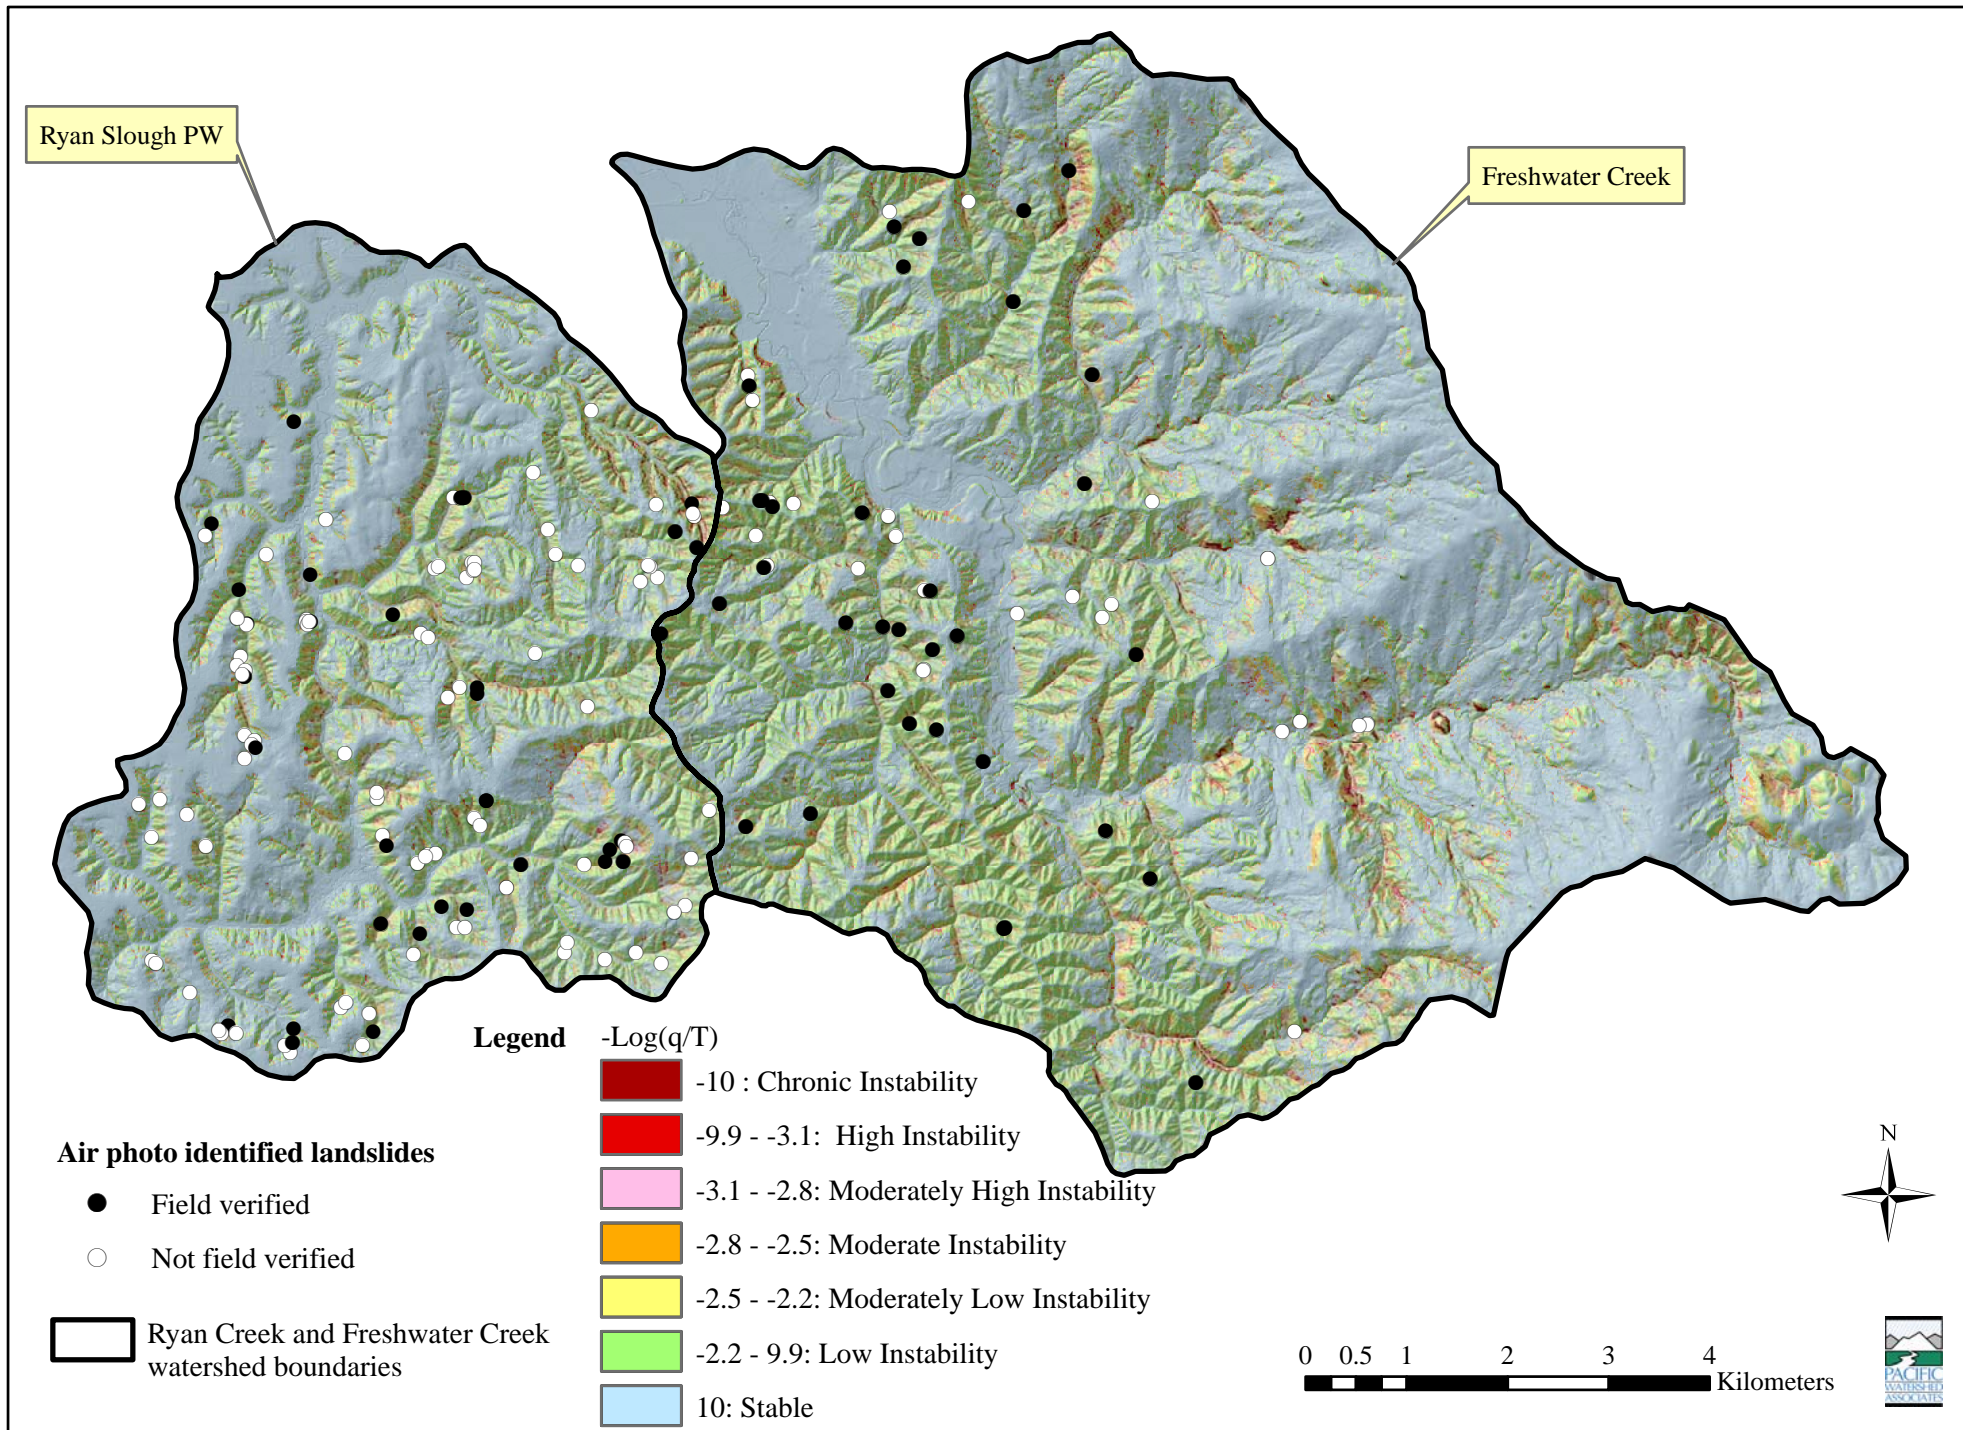 Ryan Slough PW
Freshwater Creek
Legend
-Log(q/T)
-10 : Chronic Instability
-9.9 - -3.1: High Instability
-3.1 - -2.8: Moderately High Instability
-2.8 - -2.5: Moderate Instability
-2.5 - -2.2: Moderately Low Instability
-2.2 - 9.9: Low Instability
10: Stable
Air photo identified landslides
Field verified
Not field verified
Ryan Creek and Freshwater Creek
watershed boundaries
N
0 0.5 1 2 3 4
Kilometers
PACIFIC
WATERSHED
ASSOCIATES